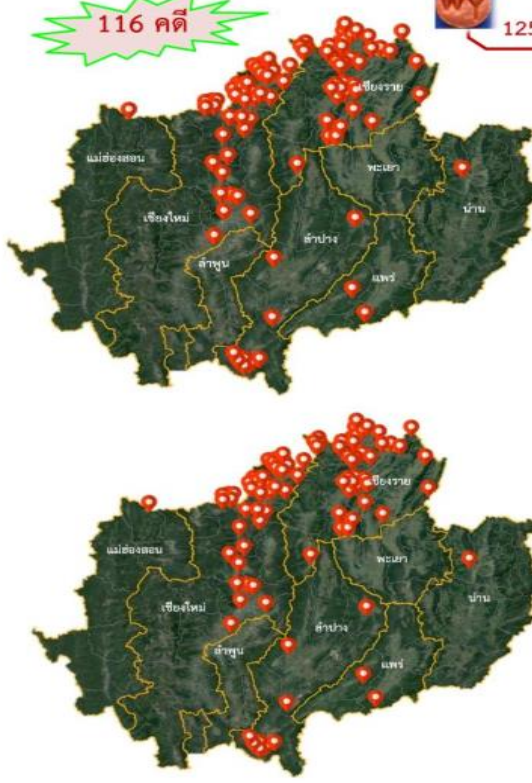 116 คดี
125
เชียงราย
แม่ฮ่องสอน
พะเยา
น่าน
เชียงใหม่
ลำปาง
ลำพูน
แพร่
เชียงราย
แม่ฮ่องสอน
พะเยา
น่าน
เชียงใหม่
ลำปาง
ลำพูน
แพร่